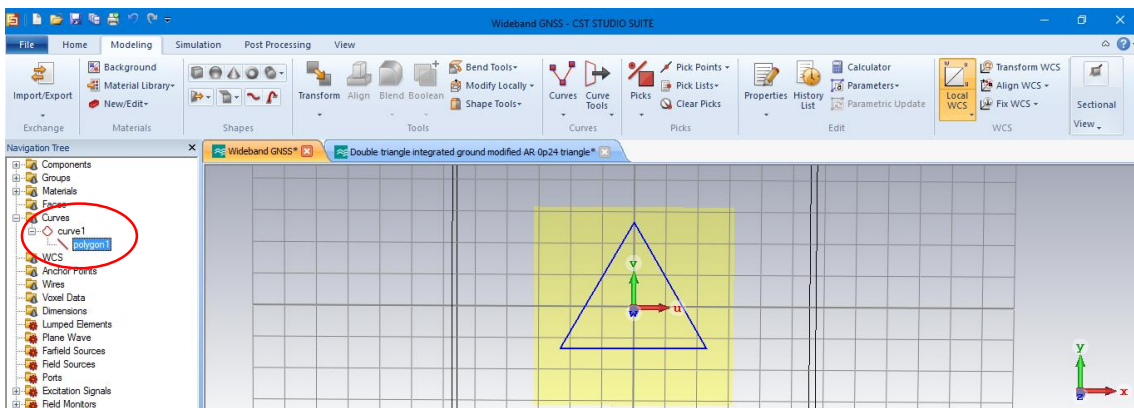 Wideband GNSS - CST STUDIO SUITE
File Home Modeling Simulation Post Processing View
Import/Export
Background
Material Library
New/Edit
Exchange
Materials
Shapes
Transform Align Blend Boolean
Bend Tools
Modify Locally
Shape Tools
Tools
Curves
Curve Tools
Curves
Picks
Pick Points
Pick Lists
Clear Picks
Picks
Properties
History List
Calculator
Parameters
Parametric Update
Edit
Local WCS
Transform WCS
Align WCS
Fix WCS
WCS
Sectional View
Navigation Tree
Wideband GNSS*
Double triangle integrated ground modified AR 0p24 triangle*
Components
Groups
Materials
Faces
Curves
curve1
polygon1
WCS
Anchor Points
Wires
Voxel Data
Dimensions
Lumped Elements
Plane Wave
Farfield Sources
Field Sources
Ports
Excitation Signals
Field Monitors
v
w
u
y
z
x